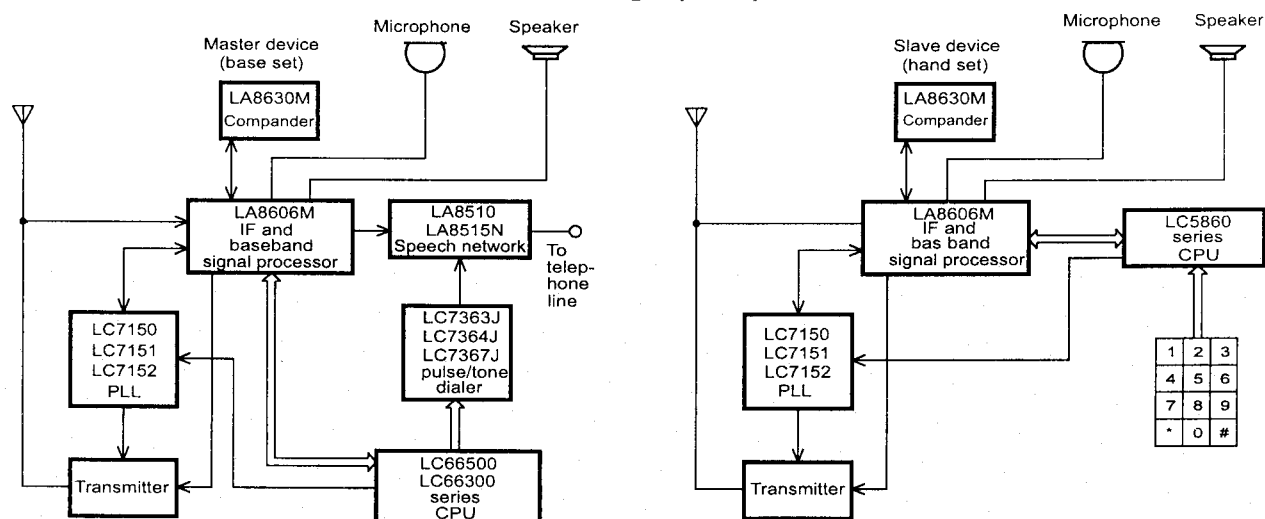 Microphone
Speaker
Master device
(base set)
LA8630M
Compander
LA8606M
IF and
baseband
signal processor
LA8510
LA8515N
Speech network
To
telep-
hone
line
LC7150
LC7151
LC7152
PLL
LC7363J
LC7364J
LC7367J
pulse/tone
dialer
Transmitter
LC66500
LC66300
series
CPU
Microphone
Speaker
Slave device
(hand set)
LA8630M
Compander
LA8606M
IF and
bas band
signal processor
LC5860
series
CPU
LC7150
LC7151
LC7152
PLL
1 2 3
4 5 6
7 8 9
* 0 #
Transmitter